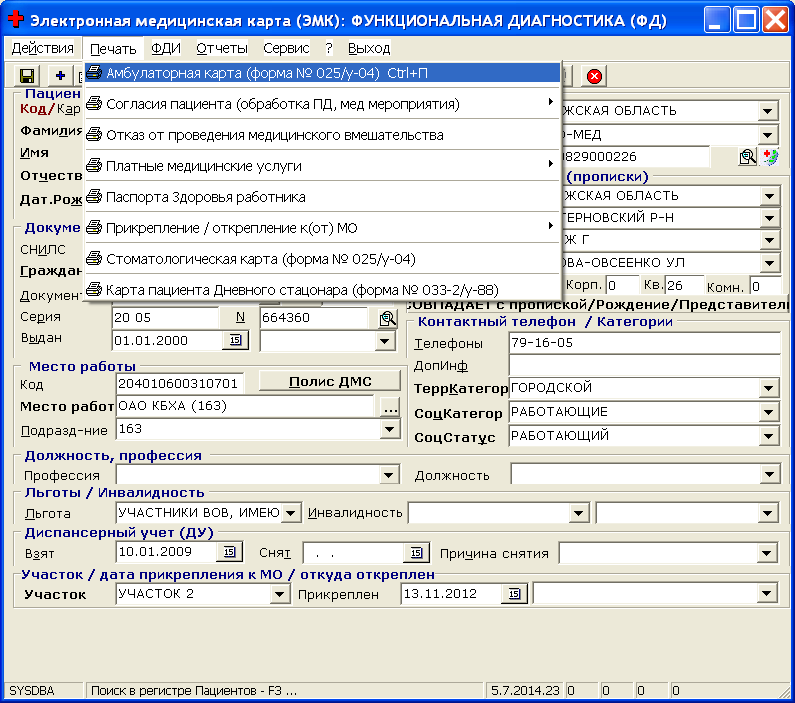 Электронная медицинская карта (ЭМК): ФУНКЦИОНАЛЬНАЯ ДИАГНОСТИКА (ФД)
Действия Печать ФДИ Отчеты Сервис ? Выход
Амбулаторная карта (форма № 025/у-04) Ctrl+П
Согласия пациента (обработка ПД, мед мероприятия)
Отказ от проведения медицинского вмешательства
Платные медицинские услуги
Паспорта Здоровья работника
Прикрепление / открепление к(от) МО
Стоматологическая карта (форма № 025/у-04)
Карта пациента Дневного стацонара (форма № 033-2/у-88)
Пациен
Код/Кар ЖСКАЯ ОБЛАСТЬ
Фамилия О-МЕД
Имя 0829000226
Отчеств (прописки)
Дат.Рож ЖСКАЯ ОБЛАСТЬ
ТЕРНОВСКИЙ Р-Н
Докуме Ж Г
СНИЛС ОВА-ОВСЕЕНКО УЛ
Граждан Корп. 0 Кв. 26 Комн. 0
Документ СОВПАДАЕТ с пропиской/Рождение/Представитель
Серия 20 05 N 664360
Выдан 01.01.2000
Контактный телефон / Категории
Телефоны 79-16-05
ДопИнф
ТеррКатегор ГОРОДСКОЙ
СоцКатегор РАБОТАЮЩИЕ
СоцСтатус РАБОТАЮЩИЙ
Место работы
Код 204010600310701 Полис ДМС
Место работ ОАО КБХА (163) ...
Подразд-ние 163
Должность, профессия
Профессия Должность
Льготы / Инвалидность
Льгота УЧАСТНИКИ ВОВ, ИМЕЮ Инвалидность
Диспансерный учет (ДУ)
Взят 10.01.2009 Снят . . Причина снятия
Участок / дата прикрепления к МО / откуда откреплен
Участок УЧАСТОК 2 Прикреплен 13.11.2012
SYSDBA Поиск в регистре Пациентов - F3 ... 5.7.2014.23 0 0 0 0